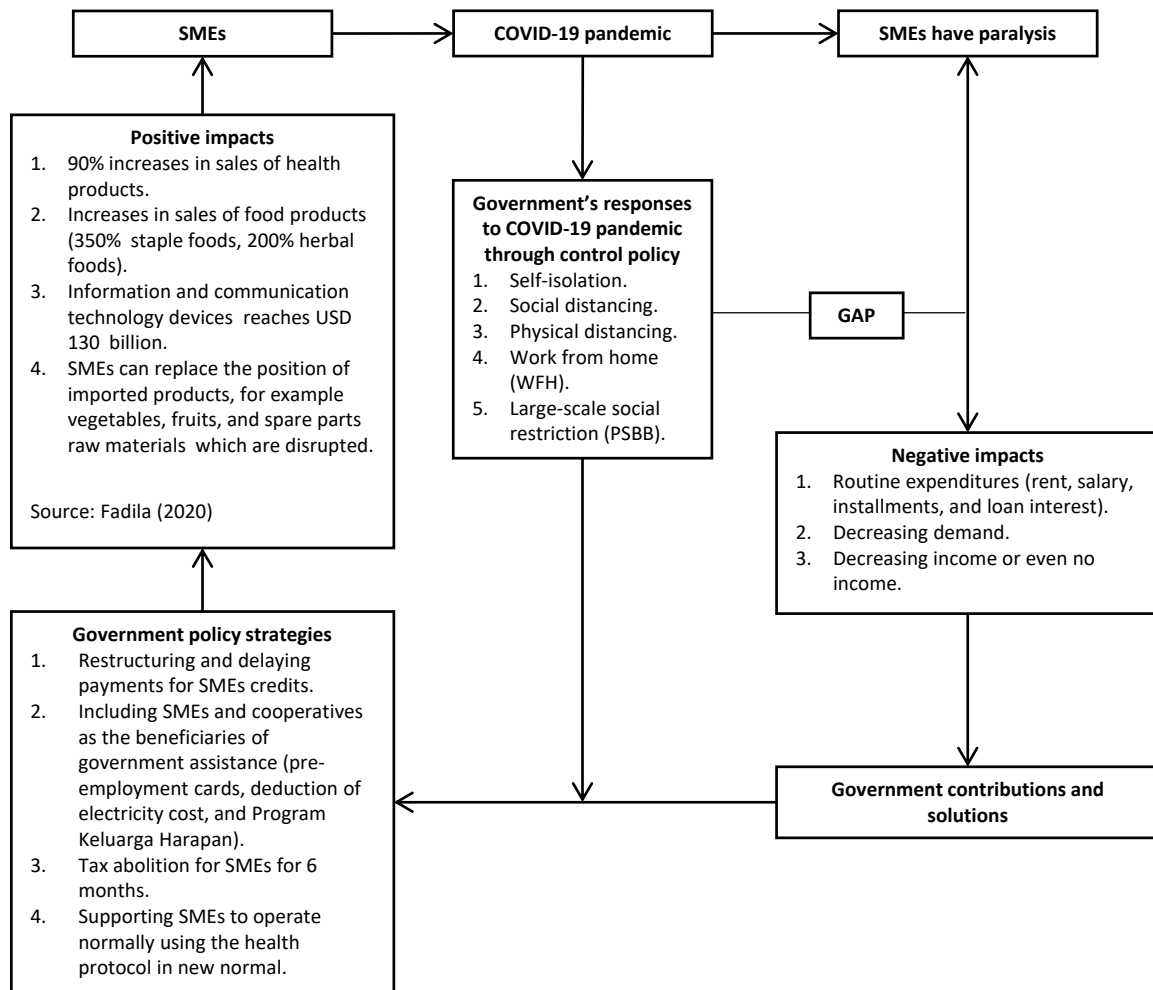 SMEs
COVID-19 pandemic
SMEs have paralysis
Positive impacts
1. 90% increases in sales of health
products.
2. Increases in sales of food products
(350% staple foods, 200% herbal
foods).
3. Information and communication
technology devices reaches USD
130 billion.
4. SMEs can replace the position of
imported products, for example
vegetables, fruits, and spare parts
raw materials which are disrupted.
Source: Fadila (2020)
Government's responses
to COVID-19 pandemic
through control policy
1. Self-isolation.
2. Social distancing.
3. Physical distancing.
4. Work from home
(WFH).
5. Large-scale social
restriction (PSBB).
GAP
Negative impacts
1. Routine expenditures (rent, salary,
installments, and loan interest).
2. Decreasing demand.
3. Decreasing income or even no
income.
Government policy strategies
1. Restructuring and delaying
payments for SMEs credits.
2. Including SMEs and cooperatives
as the beneficiaries of
government assistance (pre-
employment cards, deduction of
electricity cost, and Program
Keluarga Harapan).
3. Tax abolition for SMEs for 6
months.
4. Supporting SMEs to operate
normally using the health
protocol in new normal.
Government contributions and
solutions